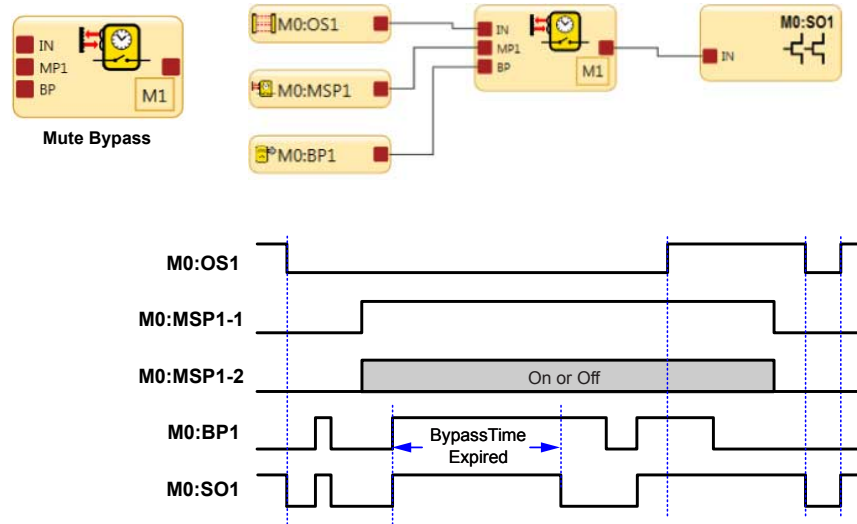 IN
MP1
BP
M1
Mute Bypass
M0:OS1
M0:MSP1
M0:BP1
IN
MP1
BP
M1
M0:SO1
IN
M0:OS1
M0:MSP1-1
M0:MSP1-2
On or Off
M0:BP1
BypassTime
Expired
M0:SO1